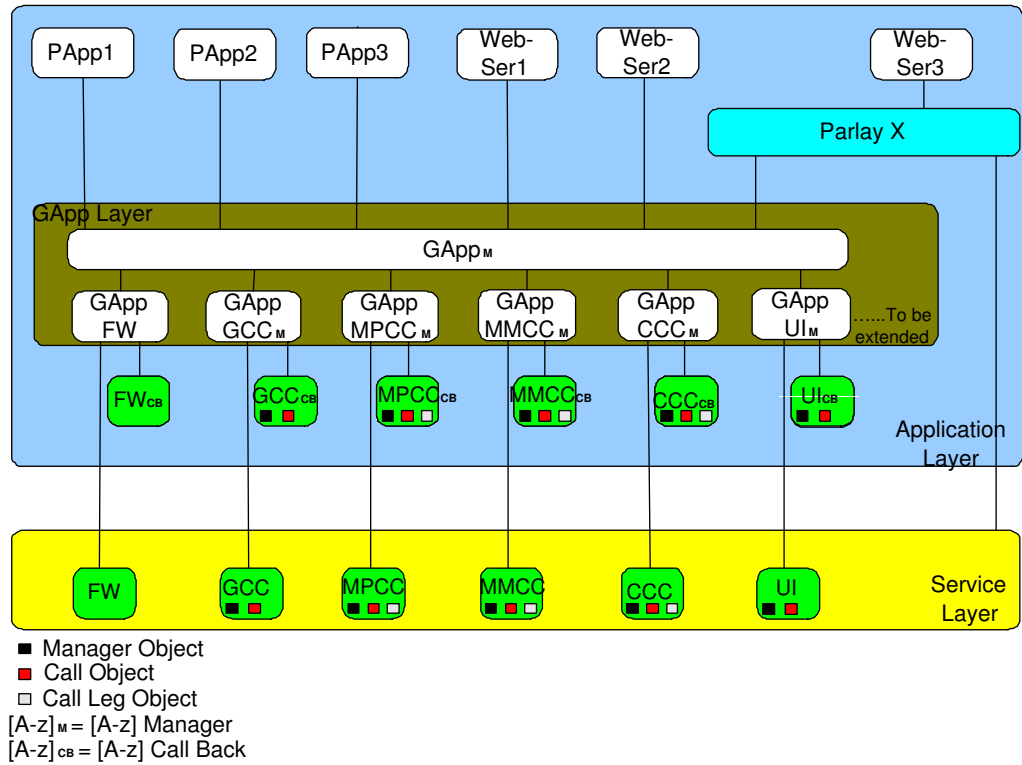 PApp1
PApp2
PApp3
Web-
Ser1
Web-
Ser2
Web-
Ser3
Parlay X
GApp Layer
GAppM
GApp
FW
GApp
GCCM
GApp
MPCCM
GApp
MMCCM
GApp
CCCM
GApp
UIM
…...To be
extended
FWCB
GCCCB
MPCCCB
MMCCCB
CCCCB
UICB
Application
Layer
FW
GCC
MPCC
MMCC
CCC
UI
Service
Layer
Manager Object
Call Object
Call Leg Object
[A-z]M = [A-z] Manager
[A-z]CB = [A-z] Call Back